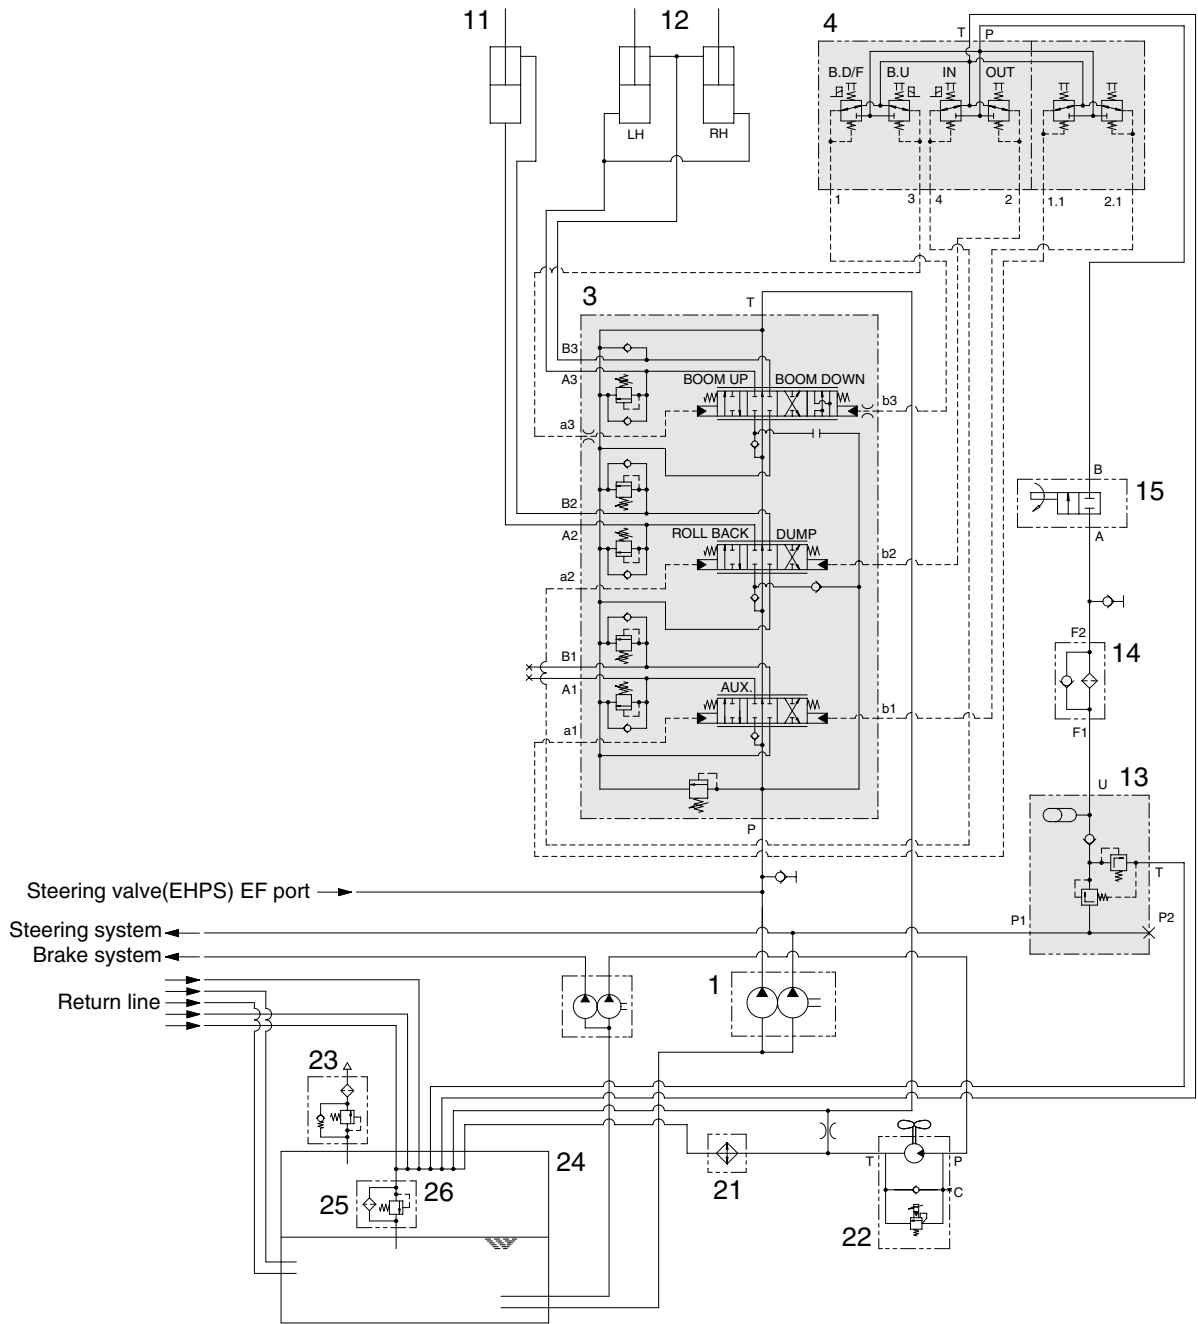 11
12
4
T
P
B.D/F
B.U
IN
OUT
LH
RH
1
3
4
2
1.1
2.1
3
T
B3
A3
BOOM UP
BOOM DOWN
b3
a3
B
15
A
B2
A2
ROLL BACK
DUMP
b2
a2
F2
14
F1
B1
A1
AUX.
b1
a1
U
13
P
T
Steering valve(EHPS) EF port
P1
P2
Steering system
Brake system
1
Return line
23
24
T
P
21
C
25
26
22